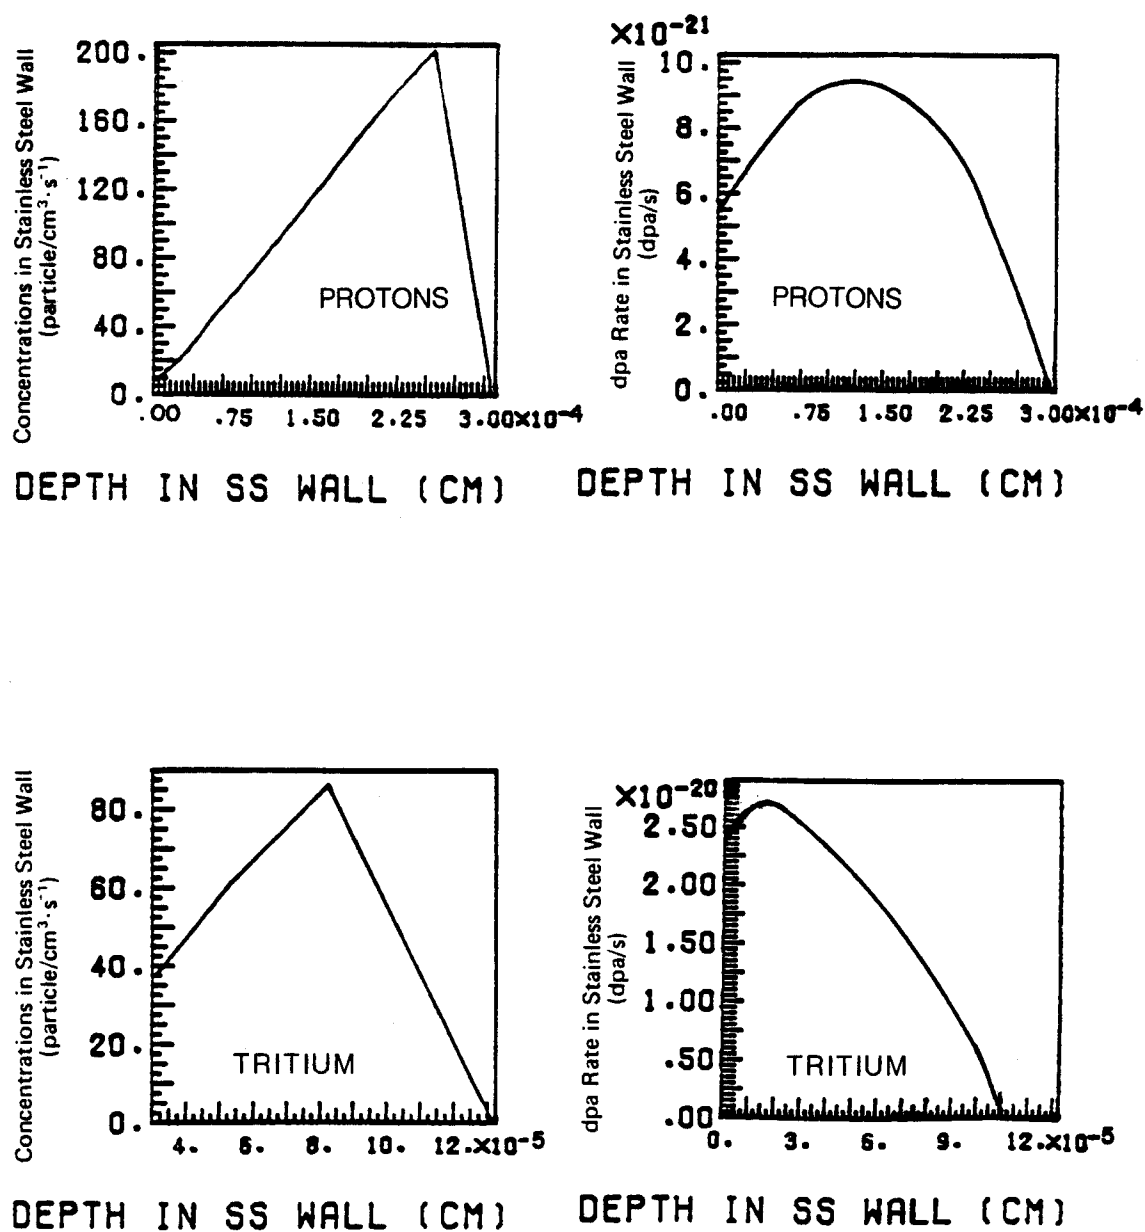 Concentrations in Stainless Steel Wall
(particle/cm³·s⁻¹)
200.
160.
120.
80.
40.
0.
PROTONS
.00 .75 1.50 2.25 3.00×10⁻⁴
DEPTH IN SS WALL (CM)
×10⁻²¹
dpa Rate in Stainless Steel Wall
(dpa/s)
10.
8.
6.
4.
2.
0.
PROTONS
.00 .75 1.50 2.25 3.00×10⁻⁴
DEPTH IN SS WALL (CM)
Concentrations in Stainless Steel Wall
(particle/cm³·s⁻¹)
80.
60.
40.
20.
0.
TRITIUM
4. 6. 8. 10. 12.×10⁻⁵
DEPTH IN SS WALL (CM)
×10⁻²⁰
dpa Rate in Stainless Steel Wall
(dpa/s)
2.50
2.00
1.50
1.00
.50
.00
TRITIUM
0. 3. 6. 9. 12.×10⁻⁵
DEPTH IN SS WALL (CM)